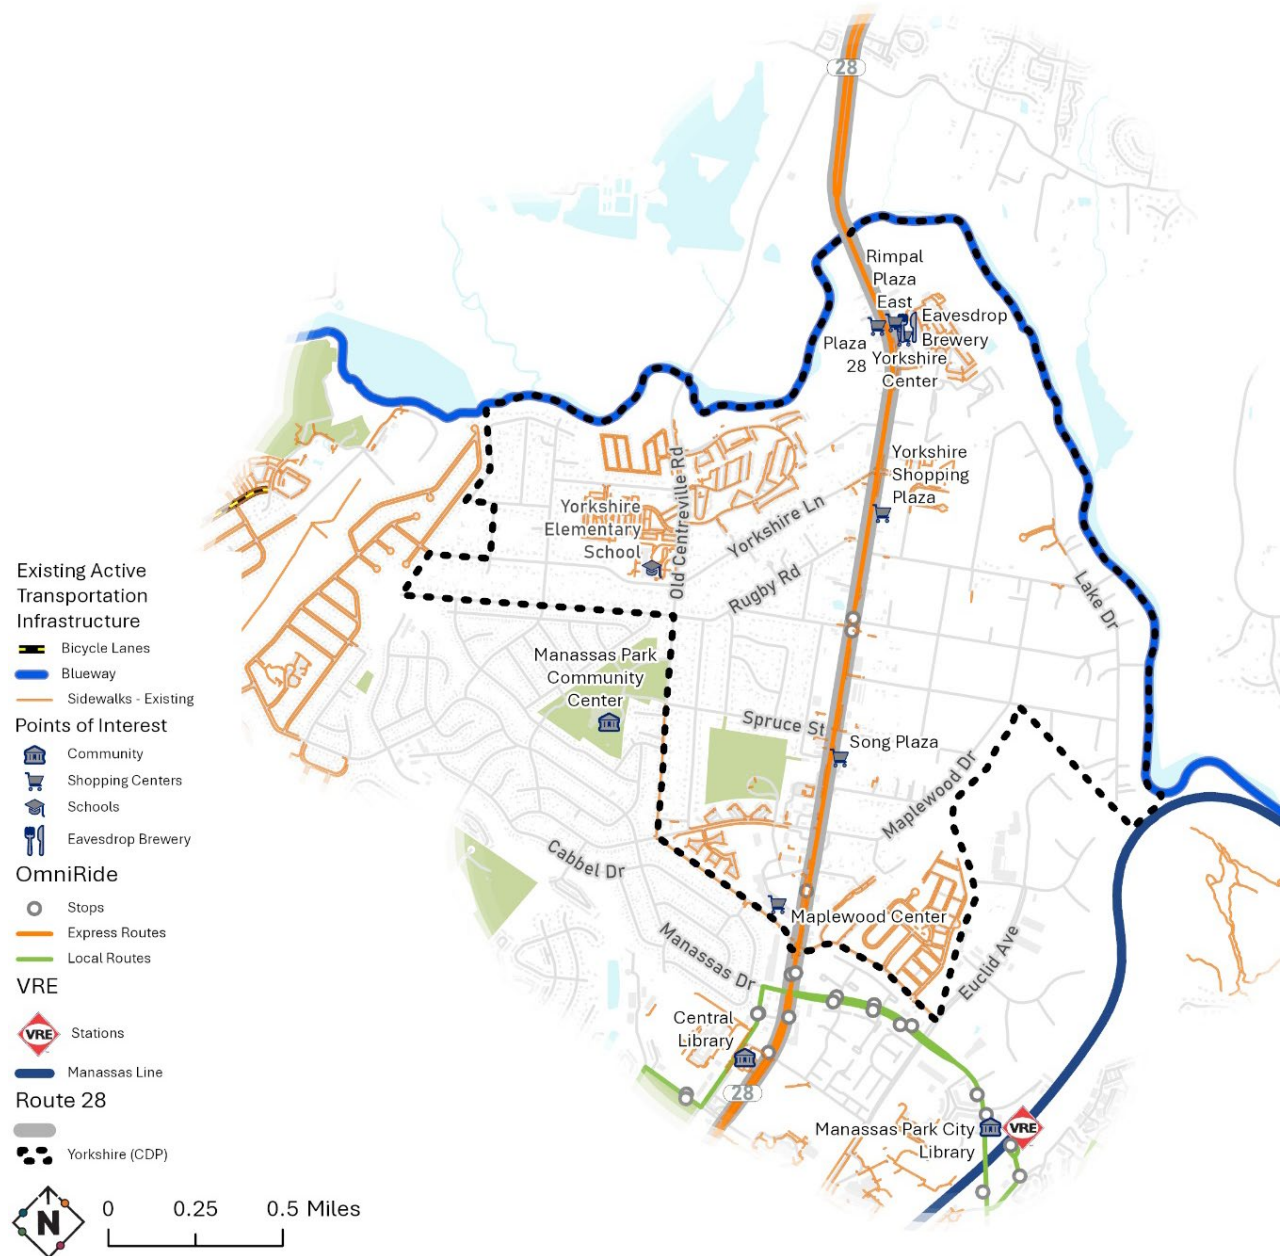 28
Rimpal
Plaza
East
Eavesdrop
Brewery
Plaza
28
Yorkshire
Center
Yorkshire
Shopping
Plaza
Old Centreville Rd
Yorkshire Ln
Yorkshire
Elementary
School
Rugby Rd
Lake Dr
Manassas Park
Community
Center
Spruce St
Song Plaza
Maplewood Dr
Cabbel Dr
Maplewood Center
Manassas Dr
Euclid Ave
Central
Library
28
Manassas Park City
Library
VRE
Existing Active
Transportation
Infrastructure
Bicycle Lanes
Blueway
Sidewalks - Existing
Points of Interest
Community
Shopping Centers
Schools
Eavesdrop Brewery
OmniRide
Stops
Express Routes
Local Routes
VRE
VRE
Stations
Manassas Line
Route 28
Yorkshire (CDP)
N
0 0.25 0.5 Miles